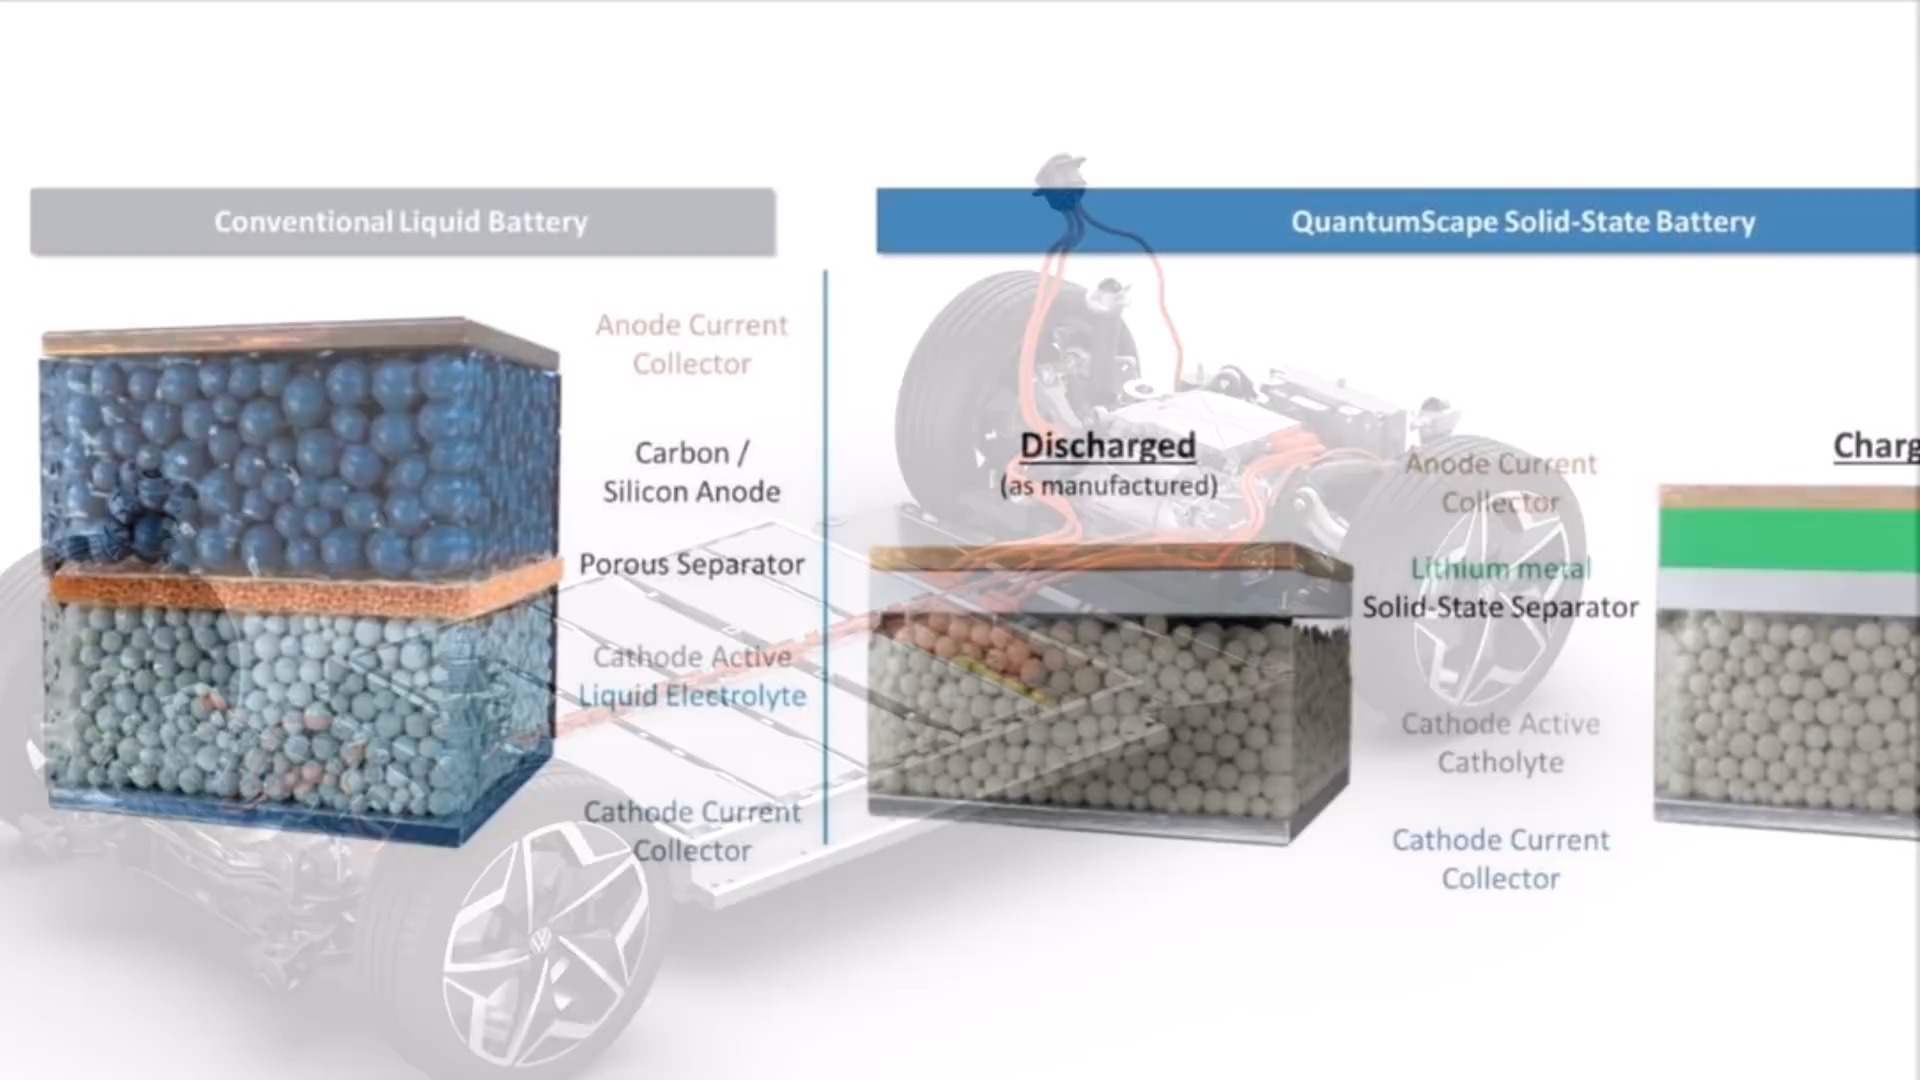 Conventional Liquid Battery
Anode Current
Collector
Carbon /
Silicon Anode
Porous Separator
Cathode Active
Liquid Electrolyte
Cathode Current
Collector
QuantumScape Solid-State Battery
Discharged
(as manufactured)
Anode Current
Collector
Lithium metal
Solid-State Separator
Cathode Active
Catholyte
Cathode Current
Collector
Charg